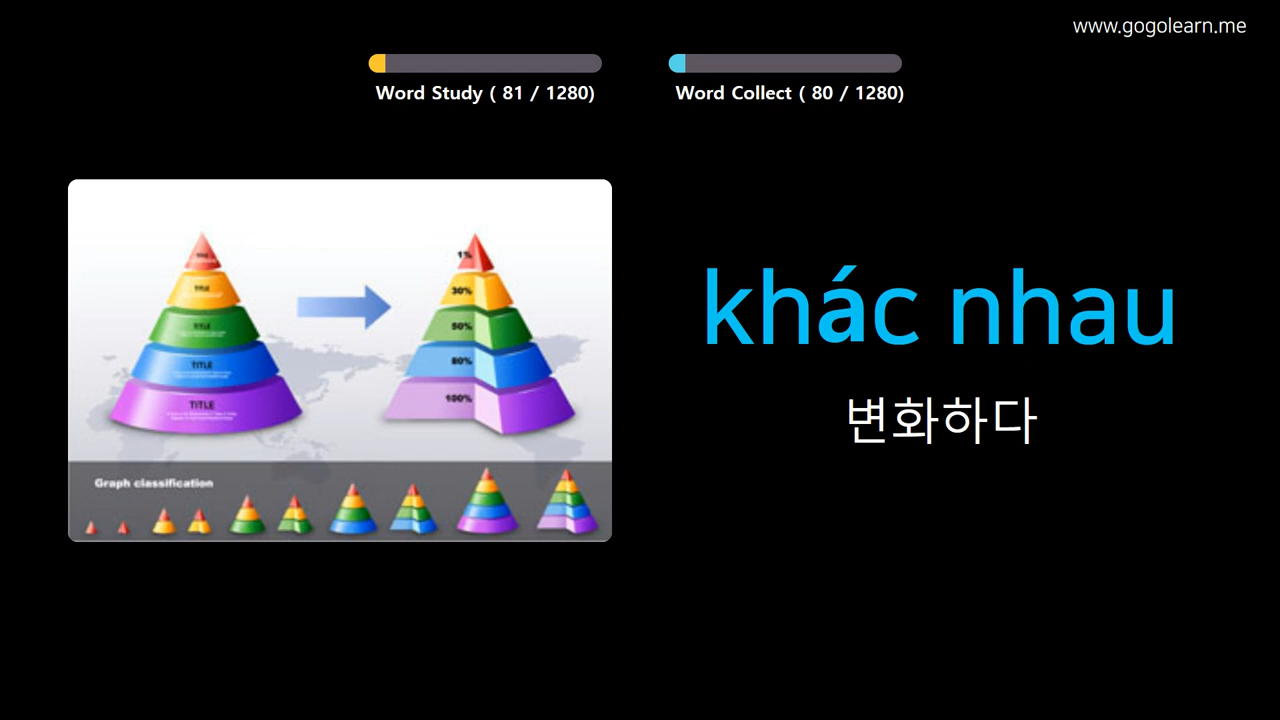 www.gogolearn.me
Word Study ( 81 / 1280)
Word Collect ( 80 / 1280)
TITLE
TITLE
TITLE
TITLE
1%
30%
50%
80%
100%
khác nhau
변화하다
Graph classification